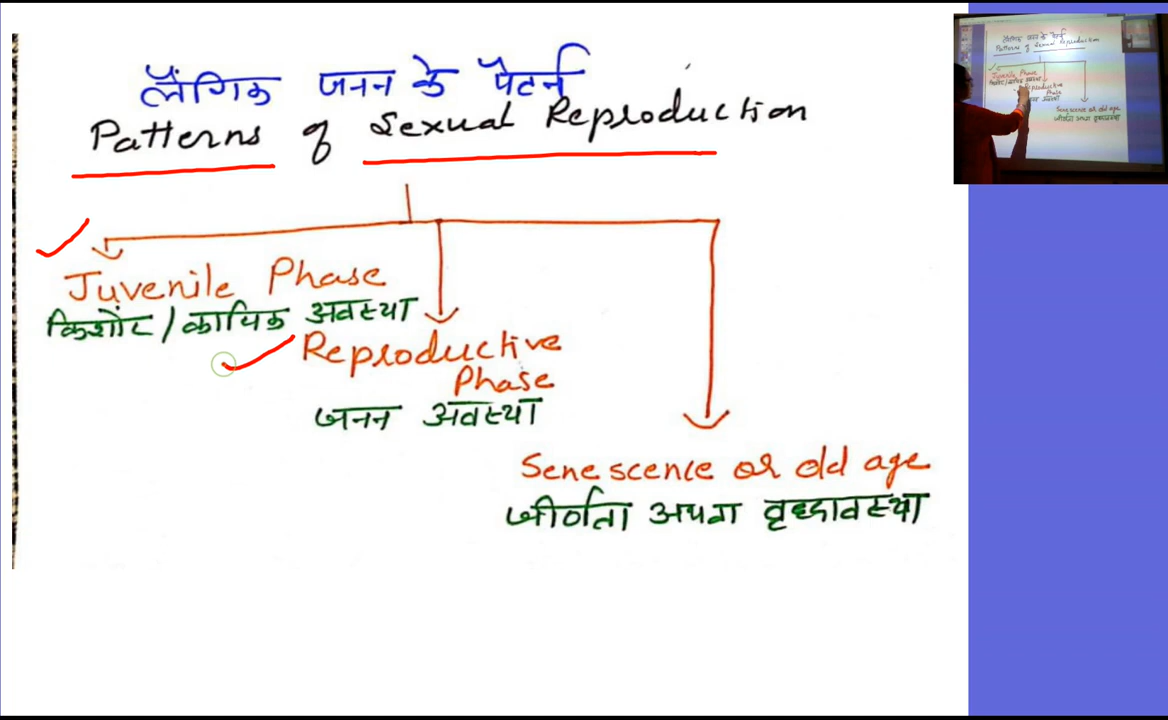 लैंगिक जनन के पैटर्न
Patterns of Sexual Reproduction
Juvenile Phase
किशोर / कायिक अवस्था
Reproductive
Phase
जनन अवस्था
Senescence or old age
जीर्णता अथवा वृध्दावस्था